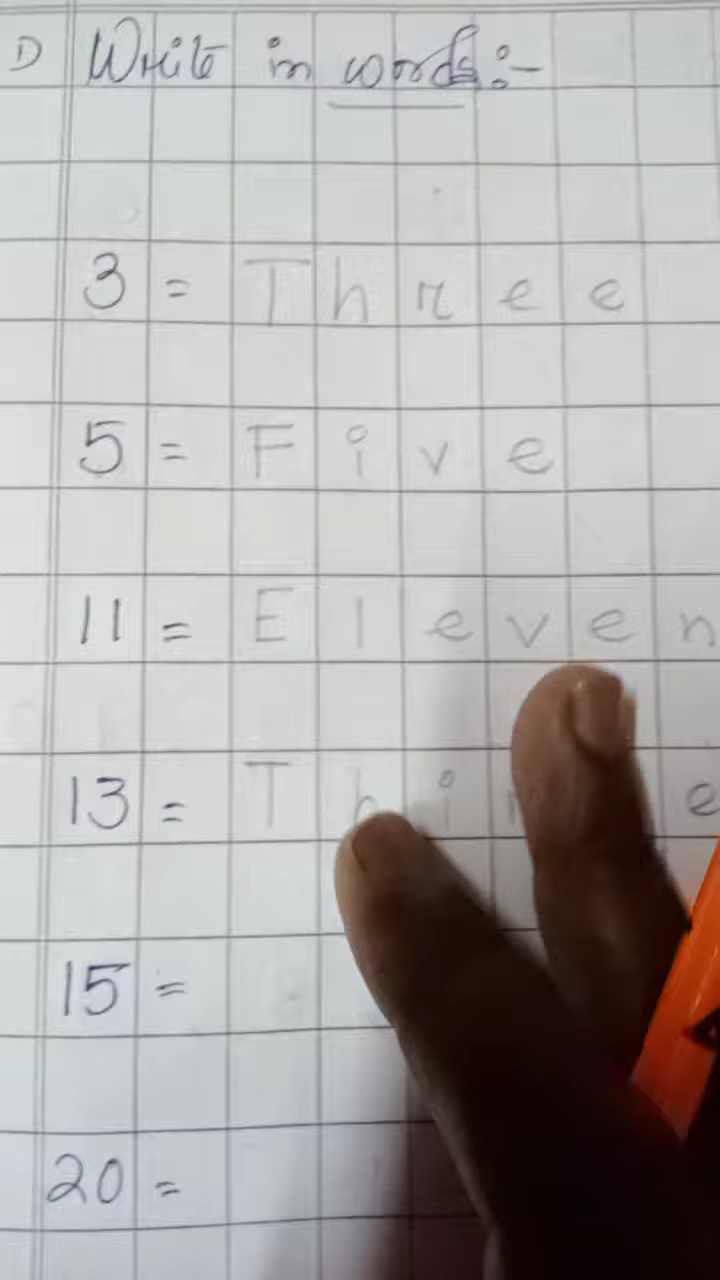 D Write in words:-
3 = Three
5 = Five
11 = Eleven
13 =
15 =
20 =